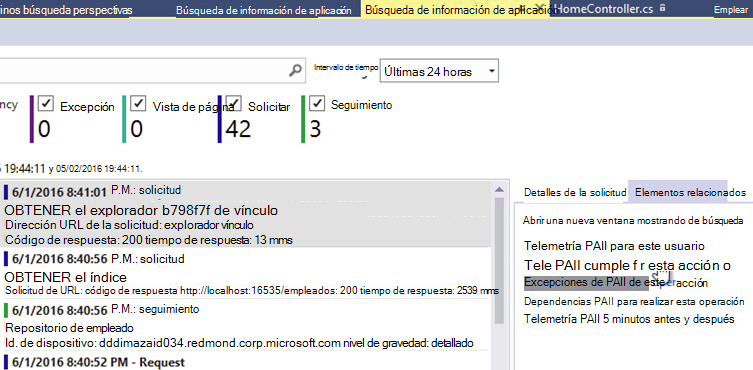 inos búsqueda perspectivas Búsqueda de información de aplicación Búsqueda de información de aplicación HomeController.cs Emplear
Intervalo de tiempo Últimas 24 horas
ncy Excepción Vista de página Solicitar Seguimiento
0 0 42 3
19:44:11 y 05/02/2016 19:44:11.
6/1/2016 8:41:01 P.M.: solicitud
OBTENER el explorador b798f7f de vínculo
Dirección URL de la solicitud: explorador vínculo
Código de respuesta: 200 tiempo de respuesta: 13 mms
6/1/2016 8:40:56 P.M.: solicitud
OBTENER el índice
Solicitud de URL: código de respuesta http://localhost:16535/empleados: 200 tiempo de respuesta: 2539 mms
6/1/2016 8:40:56 P.M.: seguimiento
Repositorio de empleado
Id. de dispositivo: dddimazaid034.redmond.corp.microsoft.com nivel de gravedad: detallado
6/1/2016 8:40:52 PM - Request
Detalles de la solicitud Elementos relacionados
Abrir una nueva ventana mostrando de búsqueda
Telemetría PAII para este usuario
Tele PAII cumple f r esta acción o
Excepciones de PAII de este operación
Dependencias PAII para realizar esta operación
Telemetría PAII 5 minutos antes y después